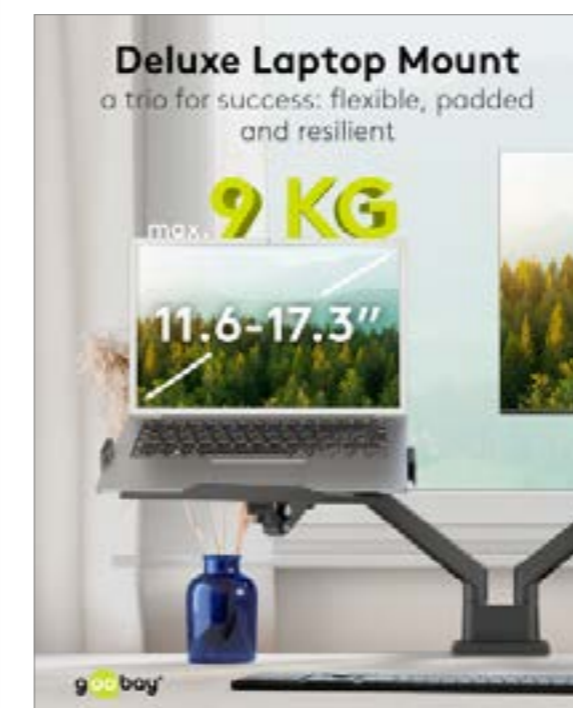 Deluxe Laptop Mount
a trio for success: flexible, padded
and resilient
max. 9 KG
11.6-17.3"
goobay